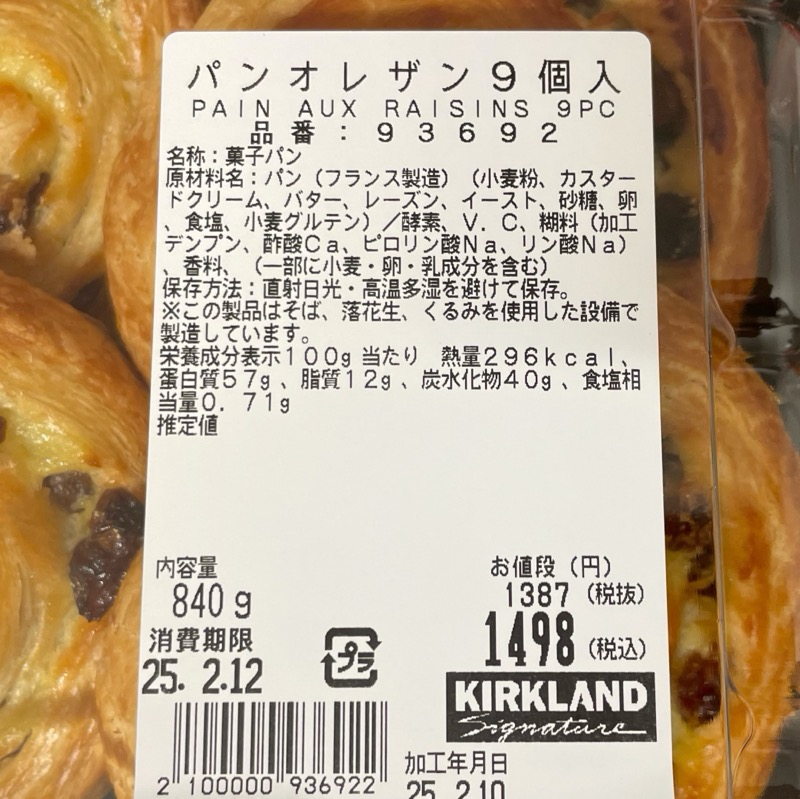 パンオレザン９個入
PAIN AUX RAISINS 9PC
品番：93692
名称：菓子パン
原材料名：パン（フランス製造）（小麦粉、カスター
ドクリーム、バター、レーズン、イースト、砂糖、卵
、食塩、小麦グルテン）／酵素、V.C、糊料（加工
デンプン、酢酸Ca、ピロリン酸Na、リン酸Na）
、香料、（一部に小麦・卵・乳成分を含む）
保存方法：直射日光・高温多湿を避けて保存。
※この製品はそば、落花生、くるみを使用した設備で
製造しています。
栄養成分表示100g当たり　熱量296kcal、
蛋白質57g、脂質12g、炭水化物40g、食塩相
当量0.71g
推定値
内容量
840g
消費期限
25. 2.12
プラ
お値段（円）
1387（税抜）
1498（税込）
KIRKLAND
Signature
2 100000 936922
加工年月日
25. 2.10